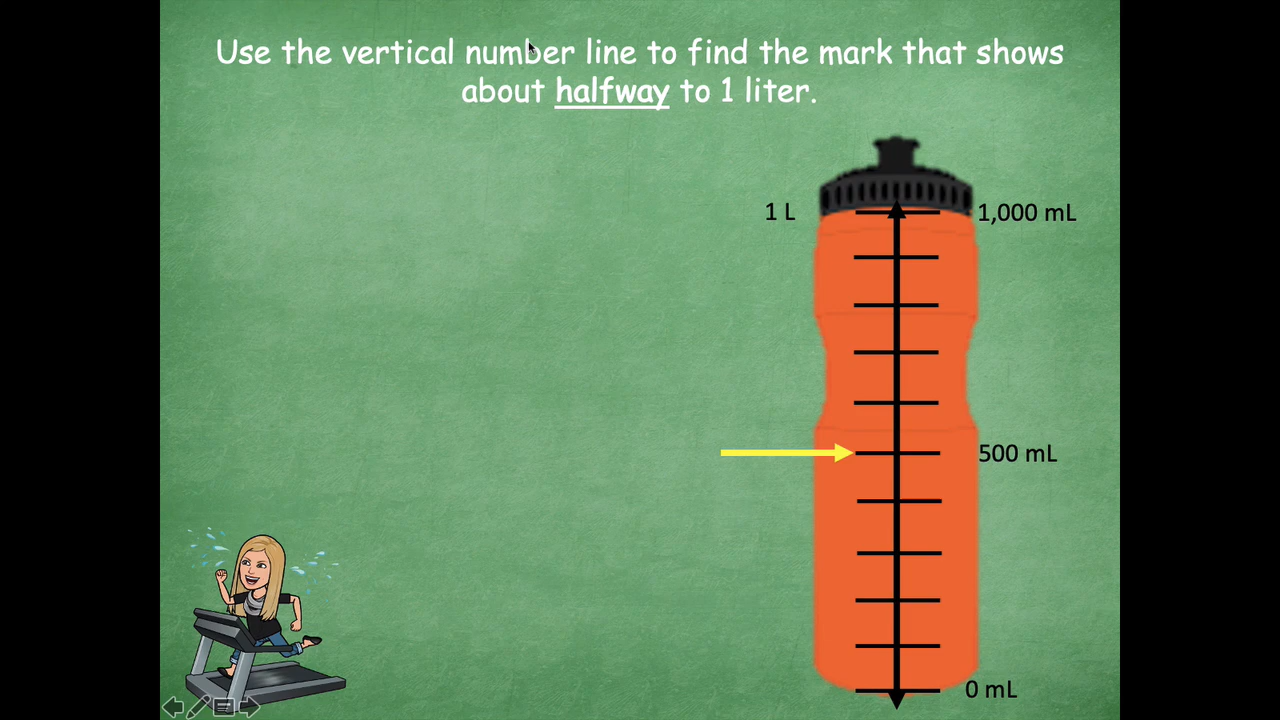 Use the vertical number line to find the mark that shows
about halfway to 1 liter.
1 L
1,000 mL
500 mL
0 mL